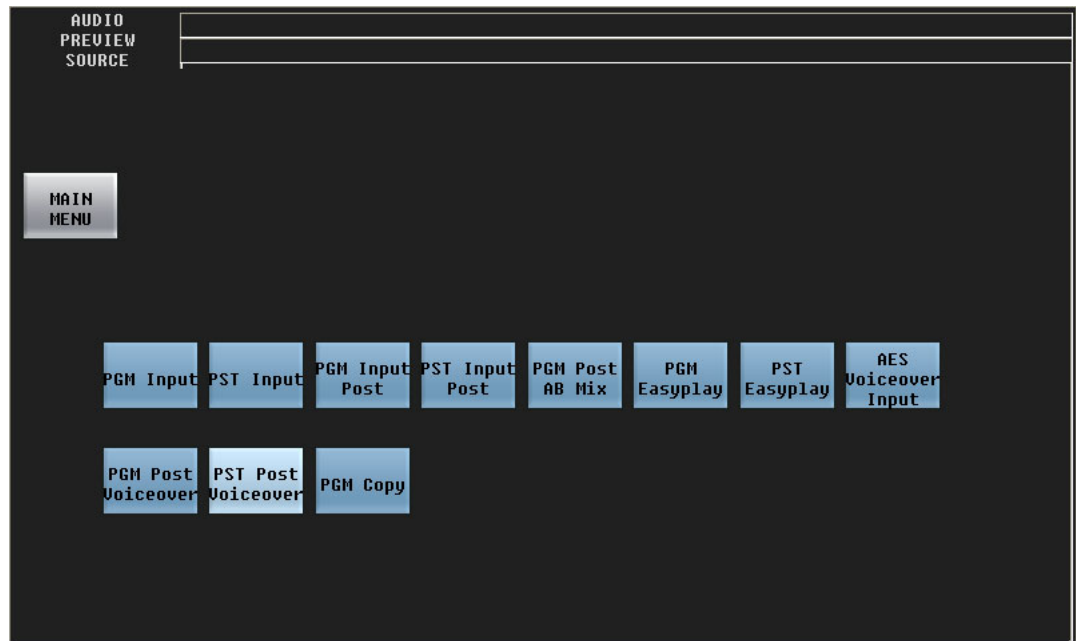 AUDIO
PREVIEW
SOURCE
MAIN
MENU
PGM Input
PST Input
PGM Input
Post
PST Input
Post
PGM Post
AB Mix
PGM
Easyplay
PST
Easyplay
AES
Voiceover
Input
PGM Post
Voiceover
PST Post
Voiceover
PGM Copy